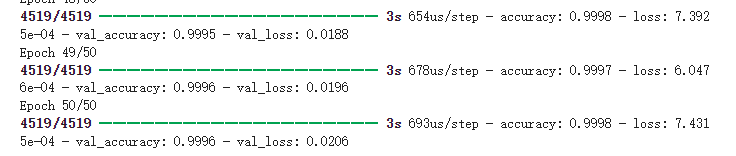 Epoch 48/50
4519/4519 ━━━━━━━━━━━━━━━━━━━━ 3s 654us/step - accuracy: 0.9998 - loss: 7.392
5e-04 - val_accuracy: 0.9995 - val_loss: 0.0188
Epoch 49/50
4519/4519 ━━━━━━━━━━━━━━━━━━━━ 3s 678us/step - accuracy: 0.9997 - loss: 6.047
6e-04 - val_accuracy: 0.9996 - val_loss: 0.0196
Epoch 50/50
4519/4519 ━━━━━━━━━━━━━━━━━━━━ 3s 693us/step - accuracy: 0.9998 - loss: 7.431
5e-04 - val_accuracy: 0.9996 - val_loss: 0.0206